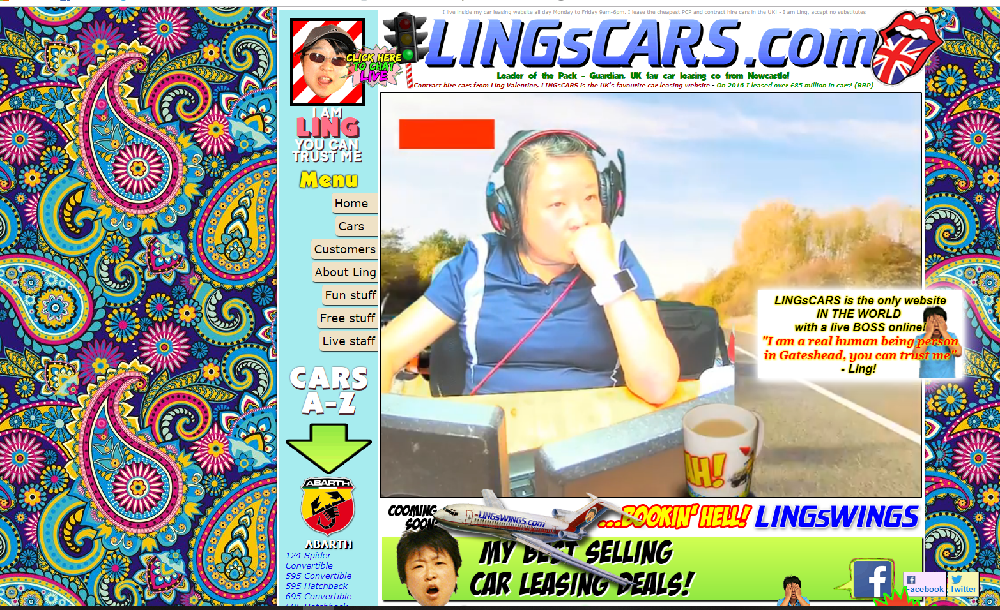 I live inside my car leasing website all day Monday to Friday 9am-6pm. I lease the cheapest PCP and contract hire cars in the UK! - I am Ling, accept no substitutes
LINGsCARS.com
Leader of the Pack - Guardian. UK fav car leasing co from Newcastle!
Contract hire cars from Ling Valentine, LINGsCARS is the UK's favourite car leasing website - On 2016 I leased over £85 million in cars! (RRP)
CLICK HERE
TO CHAT
LIVE
I AM
LING
YOU CAN
TRUST ME
Menu
Home
Cars
Customers
About Ling
Fun stuff
Free stuff
Live staff
CARS
A-Z
ABARTH
ABARTH
124 Spider
Convertible
595 Convertible
595 Hatchback
695 Convertible
695 Hatchback
LINGsCARS is the only website
IN THE WORLD
with a live BOSS online!
"I am a real human being person
in Gateshead, you can trust me"
- Ling!
AH!
COOMING
SOON:
LINGsWINGS.com
...BOOKIN' HELL! LINGsWINGS
MY BEST SELLING
CAR LEASING DEALS!
Facebook
Twitter